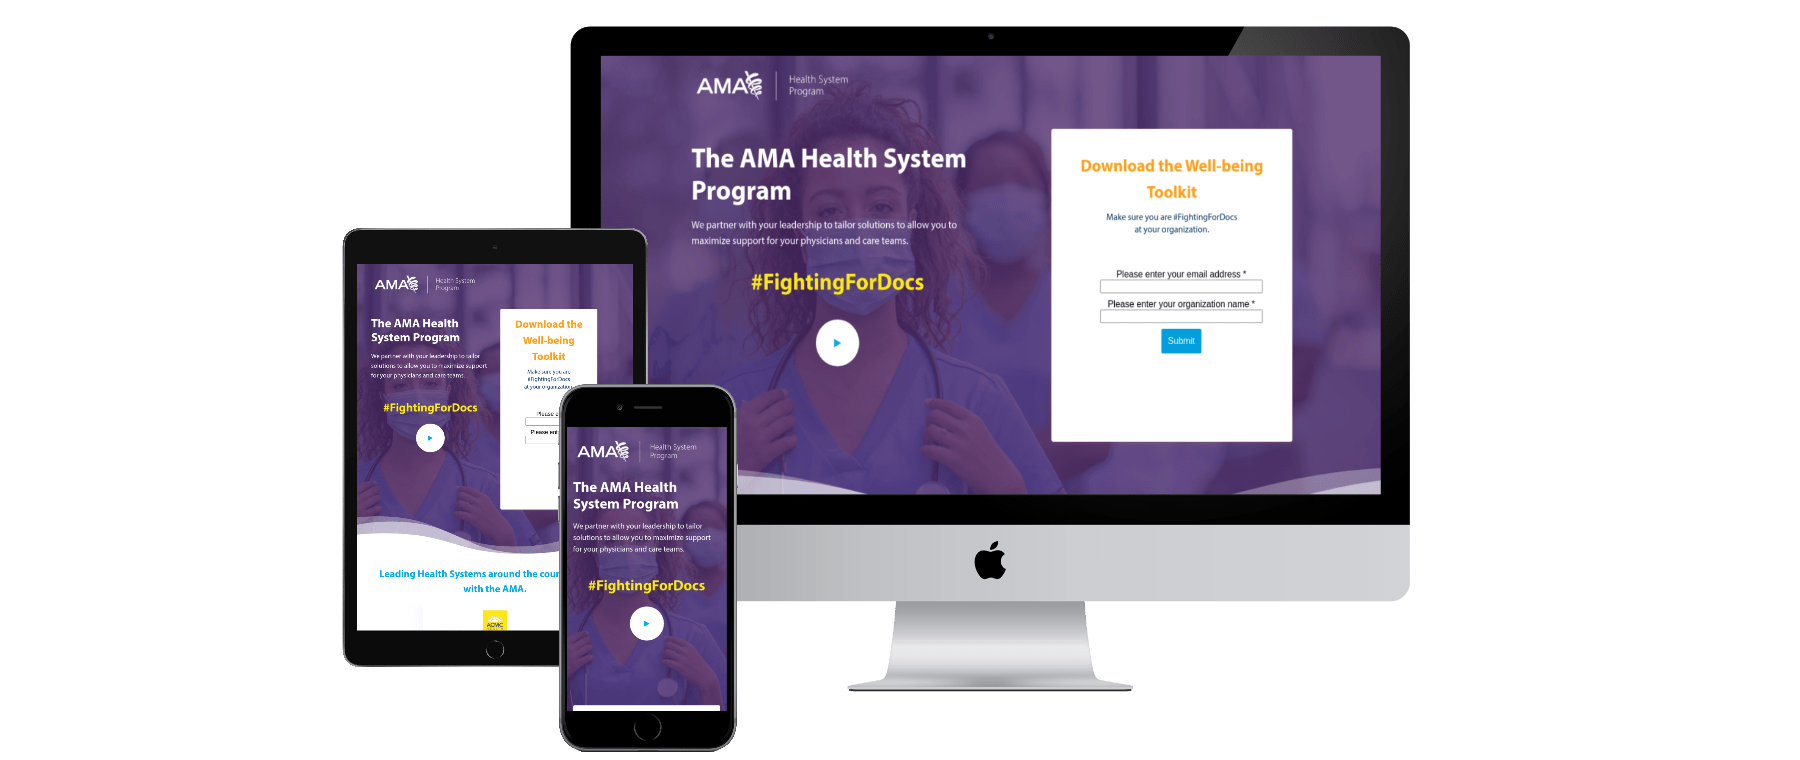 AMA
Health System
Program
The AMA Health System
Program
We partner with your leadership to tailor solutions to allow you to
maximize support for your physicians and care teams.
#FightingForDocs
Download the Well-being
Toolkit
Make sure you are #FightingForDocs
at your organization.
Please enter your email address *
Please enter your organization name *
Submit
AMA
Health System
Program
The AMA Health
System Program
We partner with your leadership to tailor
solutions to allow you to maximize support
for your physicians and care teams.
#FightingForDocs
Download the
Well-being
Toolkit
Make sure you are
#FightingForDocs
at your organization.
Please
Please
Leading Health Systems around the
with the AMA.
AMA
Health System
Program
The AMA Health
System Program
We partner with your leadership to tailor
solutions to allow you to maximize support
for your physicians and care teams.
#FightingForDocs